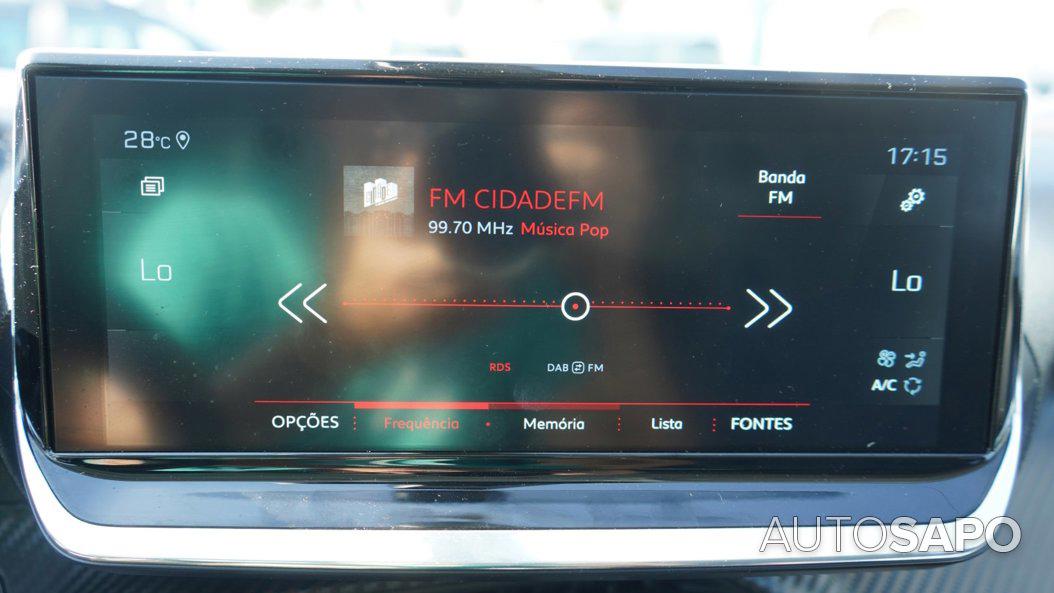 28°C
17:15
Banda
FM
FM CIDADEFM
99.70 MHz Música Pop
Lo
Lo
RDS
DAB FM
A/C
OPÇÕES Frequência Memória Lista FONTES
AUTOSAPO